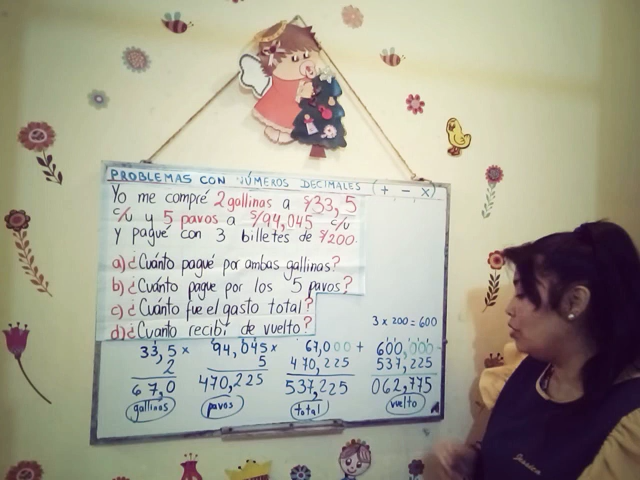 PROBLEMAS CON NÚMEROS DECIMALES (+ - x)
Yo me compré 2 gallinas a $33,5
c/u y 5 pavos a $/94,045 c/u
y pagué con 3 billetes de $200.
a) ¿Cuánto pagué por ambas gallinas?
b) ¿Cuánto pague por los 5 pavos?
c) ¿Cuánto fue el gasto total?
d) ¿Cuanto recibí de vuelto?
3 x 200 = 600
33,5 x
2
67,0
gallinas
94,045 x
5
470,225
pavos
67,000 +
470,225
537,225
total
600,000 -
537,225
062,775
vuelto